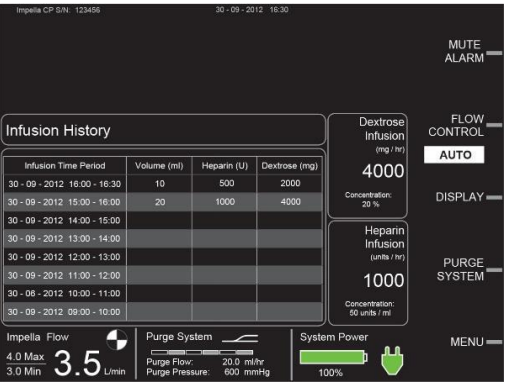 Impella CP S/N: 123456
30 - 09 - 2012 16:30
MUTE
ALARM
FLOW
CONTROL
AUTO
DISPLAY
PURGE
SYSTEM
MENU
Infusion History
Infusion Time Period Volume (ml) Heparin (U) Dextrose (mg)
30 - 09 - 2012 16:00 - 16:30 10 500 2000
30 - 09 - 2012 15:00 - 16:00 20 1000 4000
30 - 09 - 2012 14:00 - 15:00
30 - 09 - 2012 13:00 - 14:00
30 - 09 - 2012 12:00 - 13:00
30 - 09 - 2012 11:00 - 12:00
30 - 06 - 2012 10:00 - 11:00
30 - 09 - 2012 09:00 - 10:00
Dextrose
Infusion
(mg / hr)
4000
Concentration:
20 %
Heparin
Infusion
(units / hr)
1000
Concentration:
50 units / ml
Impella Flow
4.0 Max
3.0 Min
3.5 L/min
Purge System
Purge Flow: 20.0 ml/hr
Purge Pressure: 600 mmHg
System Power
100%